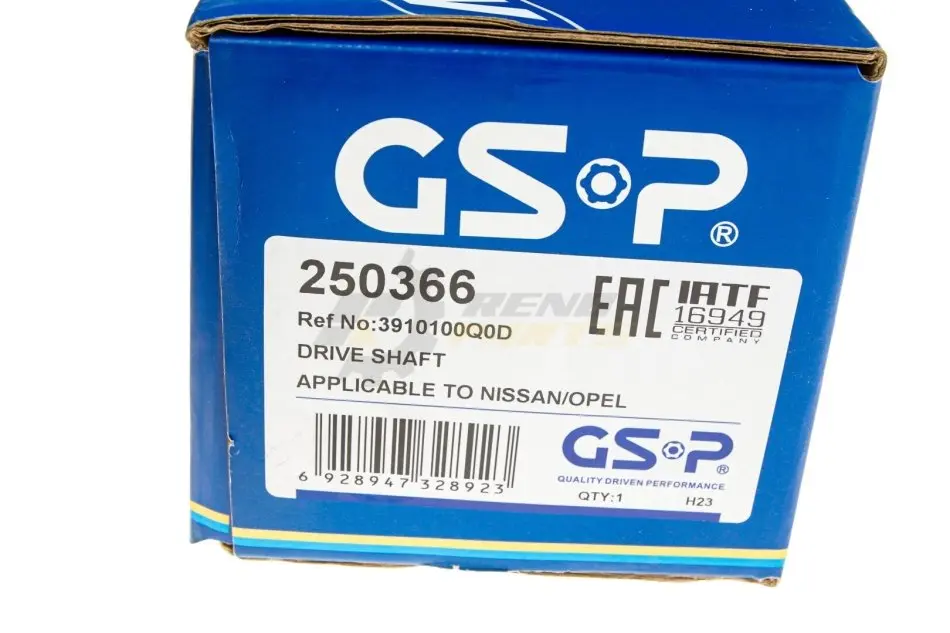 GSP®
250366
Ref No:3910100Q0D
DRIVE SHAFT
APPLICABLE TO NISSAN/OPEL
EAC
IATF
16949
CERTIFIED
COMPANY
6 928947 328923
GSP®
QUALITY DRIVEN PERFORMANCE
QTY:1
H23